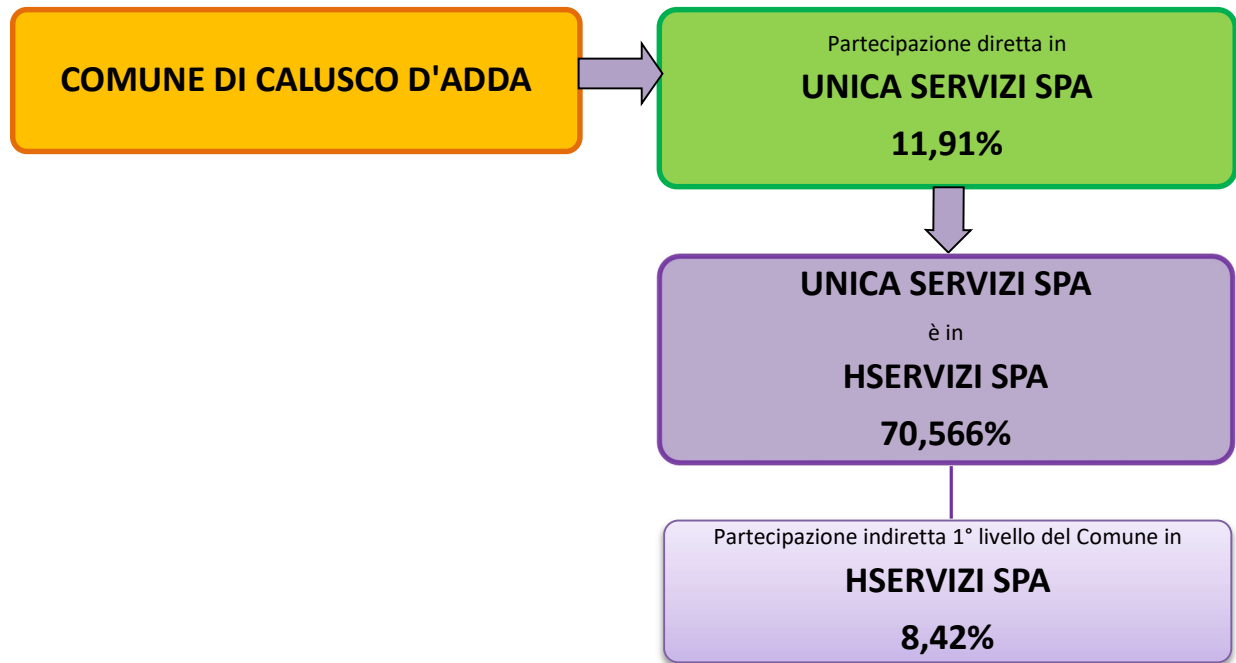 COMUNE DI CALUSCO D'ADDA
Partecipazione diretta in
UNICA SERVIZI SPA
11,91%
UNICA SERVIZI SPA
è in
HSERVIZI SPA
70,566%
Partecipazione indiretta 1° livello del Comune in
HSERVIZI SPA
8,42%